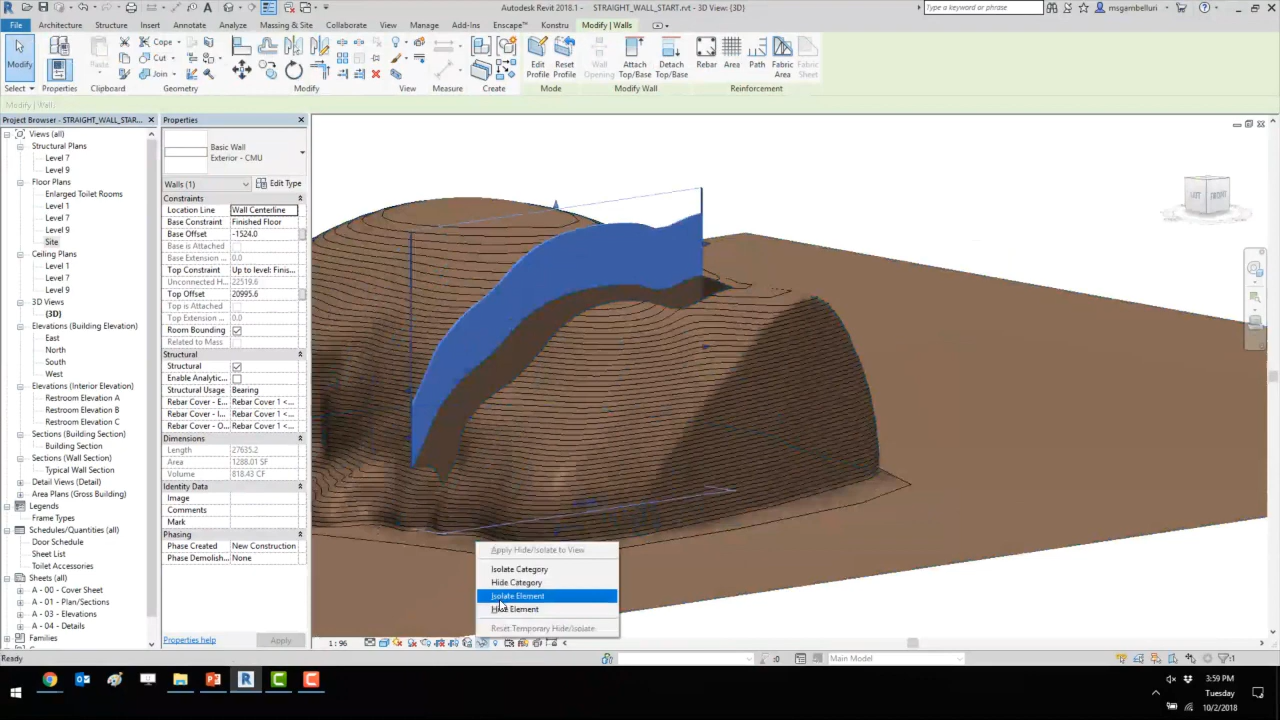 Autodesk Revit 2018.1 - STRAIGHT_WALL_START.rvt - 3D View: {3D}
Type a keyword or phrase
msgambelluri
File
Architecture
Structure
Insert
Annotate
Analyze
Massing & Site
Collaborate
View
Manage
Add-Ins
Enscape™
Konstru
Modify | Walls
Modify
Paste
Cope
Cut
Join
Edit Profile
Reset Profile
Wall Opening
Attach Top/Base
Detach Top/Base
Rebar
Area
Path
Fabric Area
Fabric Sheet
Select
Properties
Clipboard
Geometry
Modify
View
Measure
Create
Mode
Modify Wall
Reinforcement
Modify | Walls
Project Browser - STRAIGHT_WALL_START...
Views (all)
Structural Plans
Level 7
Level 9
Floor Plans
Enlarged Toilet Rooms
Level 1
Level 7
Level 9
Site
Ceiling Plans
Level 1
Level 7
Level 9
3D Views
{3D}
Elevations (Building Elevation)
East
North
South
West
Elevations (Interior Elevation)
Restroom Elevation A
Restroom Elevation B
Restroom Elevation C
Sections (Building Section)
Building Section
Sections (Wall Section)
Typical Wall Section
Detail Views (Detail)
Area Plans (Gross Building)
Legends
Frame Types
Schedules/Quantities (all)
Door Schedule
Sheet List
Toilet Accessories
Sheets (all)
A - 00 - Cover Sheet
A - 01 - Plan/Sections
A - 03 - Elevations
A - 04 - Details
Families
Properties
Basic Wall
Exterior - CMU
Walls (1)
Edit Type
Constraints
Location Line Wall Centerline
Base Constraint Finished Floor
Base Offset -1524.0
Base is Attached
Base Extension ... 0.0
Top Constraint Up to level: Finis...
Unconnected H... 22519.6
Top Offset 20995.6
Top is Attached
Top Extension ... 0.0
Room Bounding
Related to Mass
Structural
Structural
Enable Analytic...
Structural Usage Bearing
Rebar Cover - E... Rebar Cover 1 <...
Rebar Cover - I... Rebar Cover 1 <...
Rebar Cover - O... Rebar Cover 1 <...
Dimensions
Length 27635.2
Area 1288.01 SF
Volume 818.43 CF
Identity Data
Image
Comments
Mark
Phasing
Phase Created New Construction
Phase Demolish... None
Properties help
Apply
LEFT
FRONT
Apply Hide/Isolate to View
Isolate Category
Hide Category
Isolate Element
Hide Element
Reset Temporary Hide/Isolate
1 : 96
Ready
:0
Main Model
:1
3:59 PM
Tuesday
10/2/2018